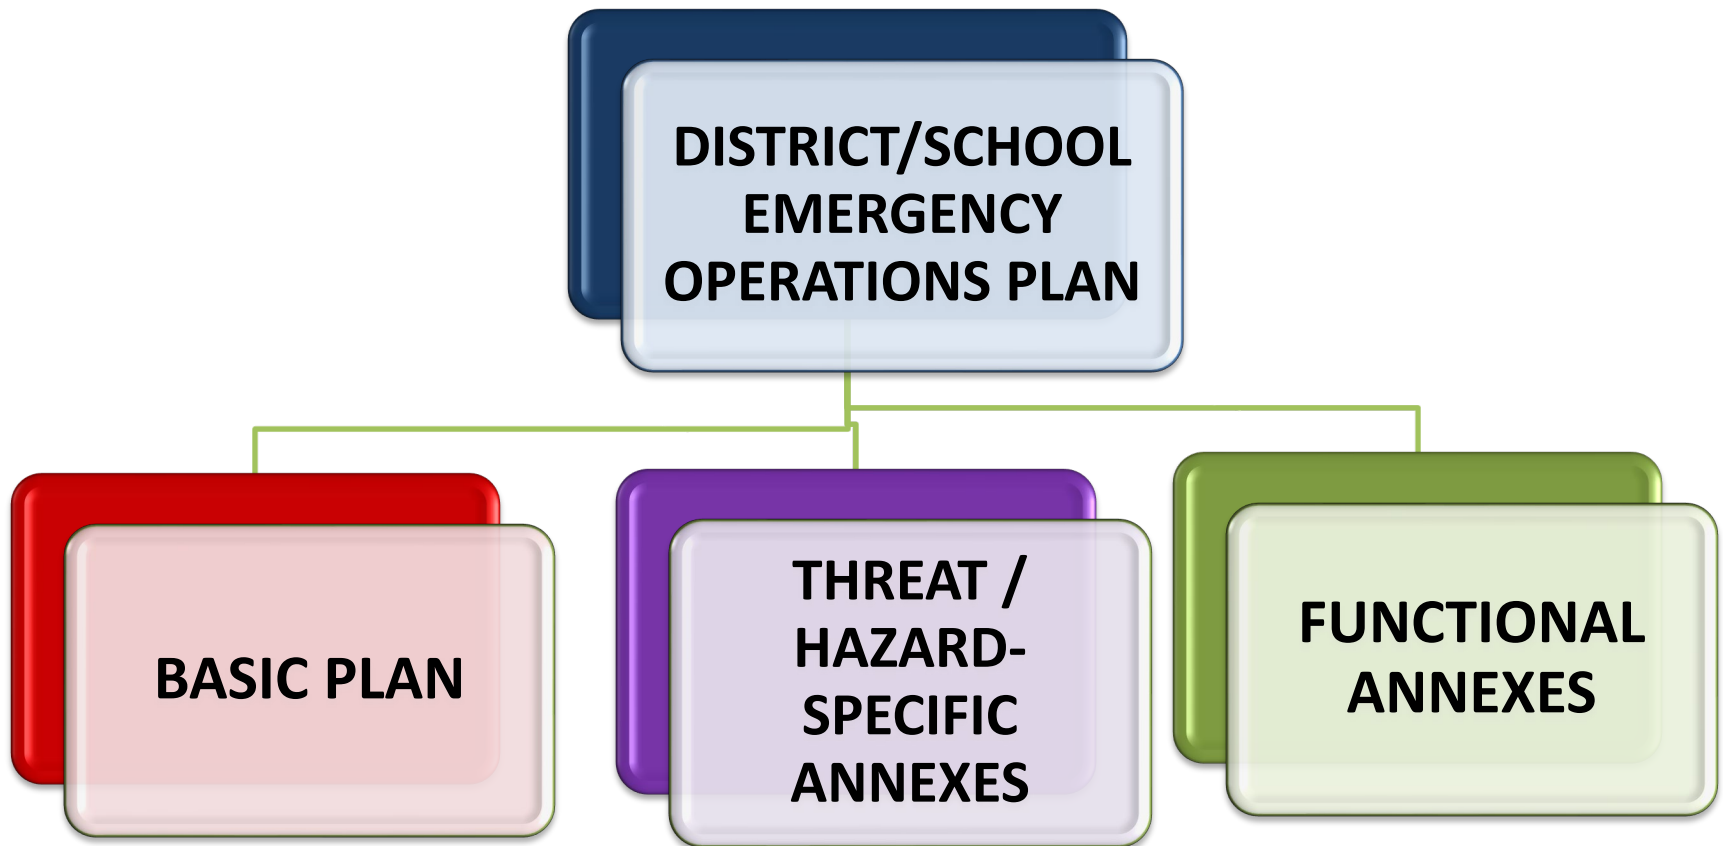 DISTRICT/SCHOOL
EMERGENCY
OPERATIONS PLAN
BASIC PLAN
THREAT /
HAZARD-
SPECIFIC
ANNEXES
FUNCTIONAL
ANNEXES